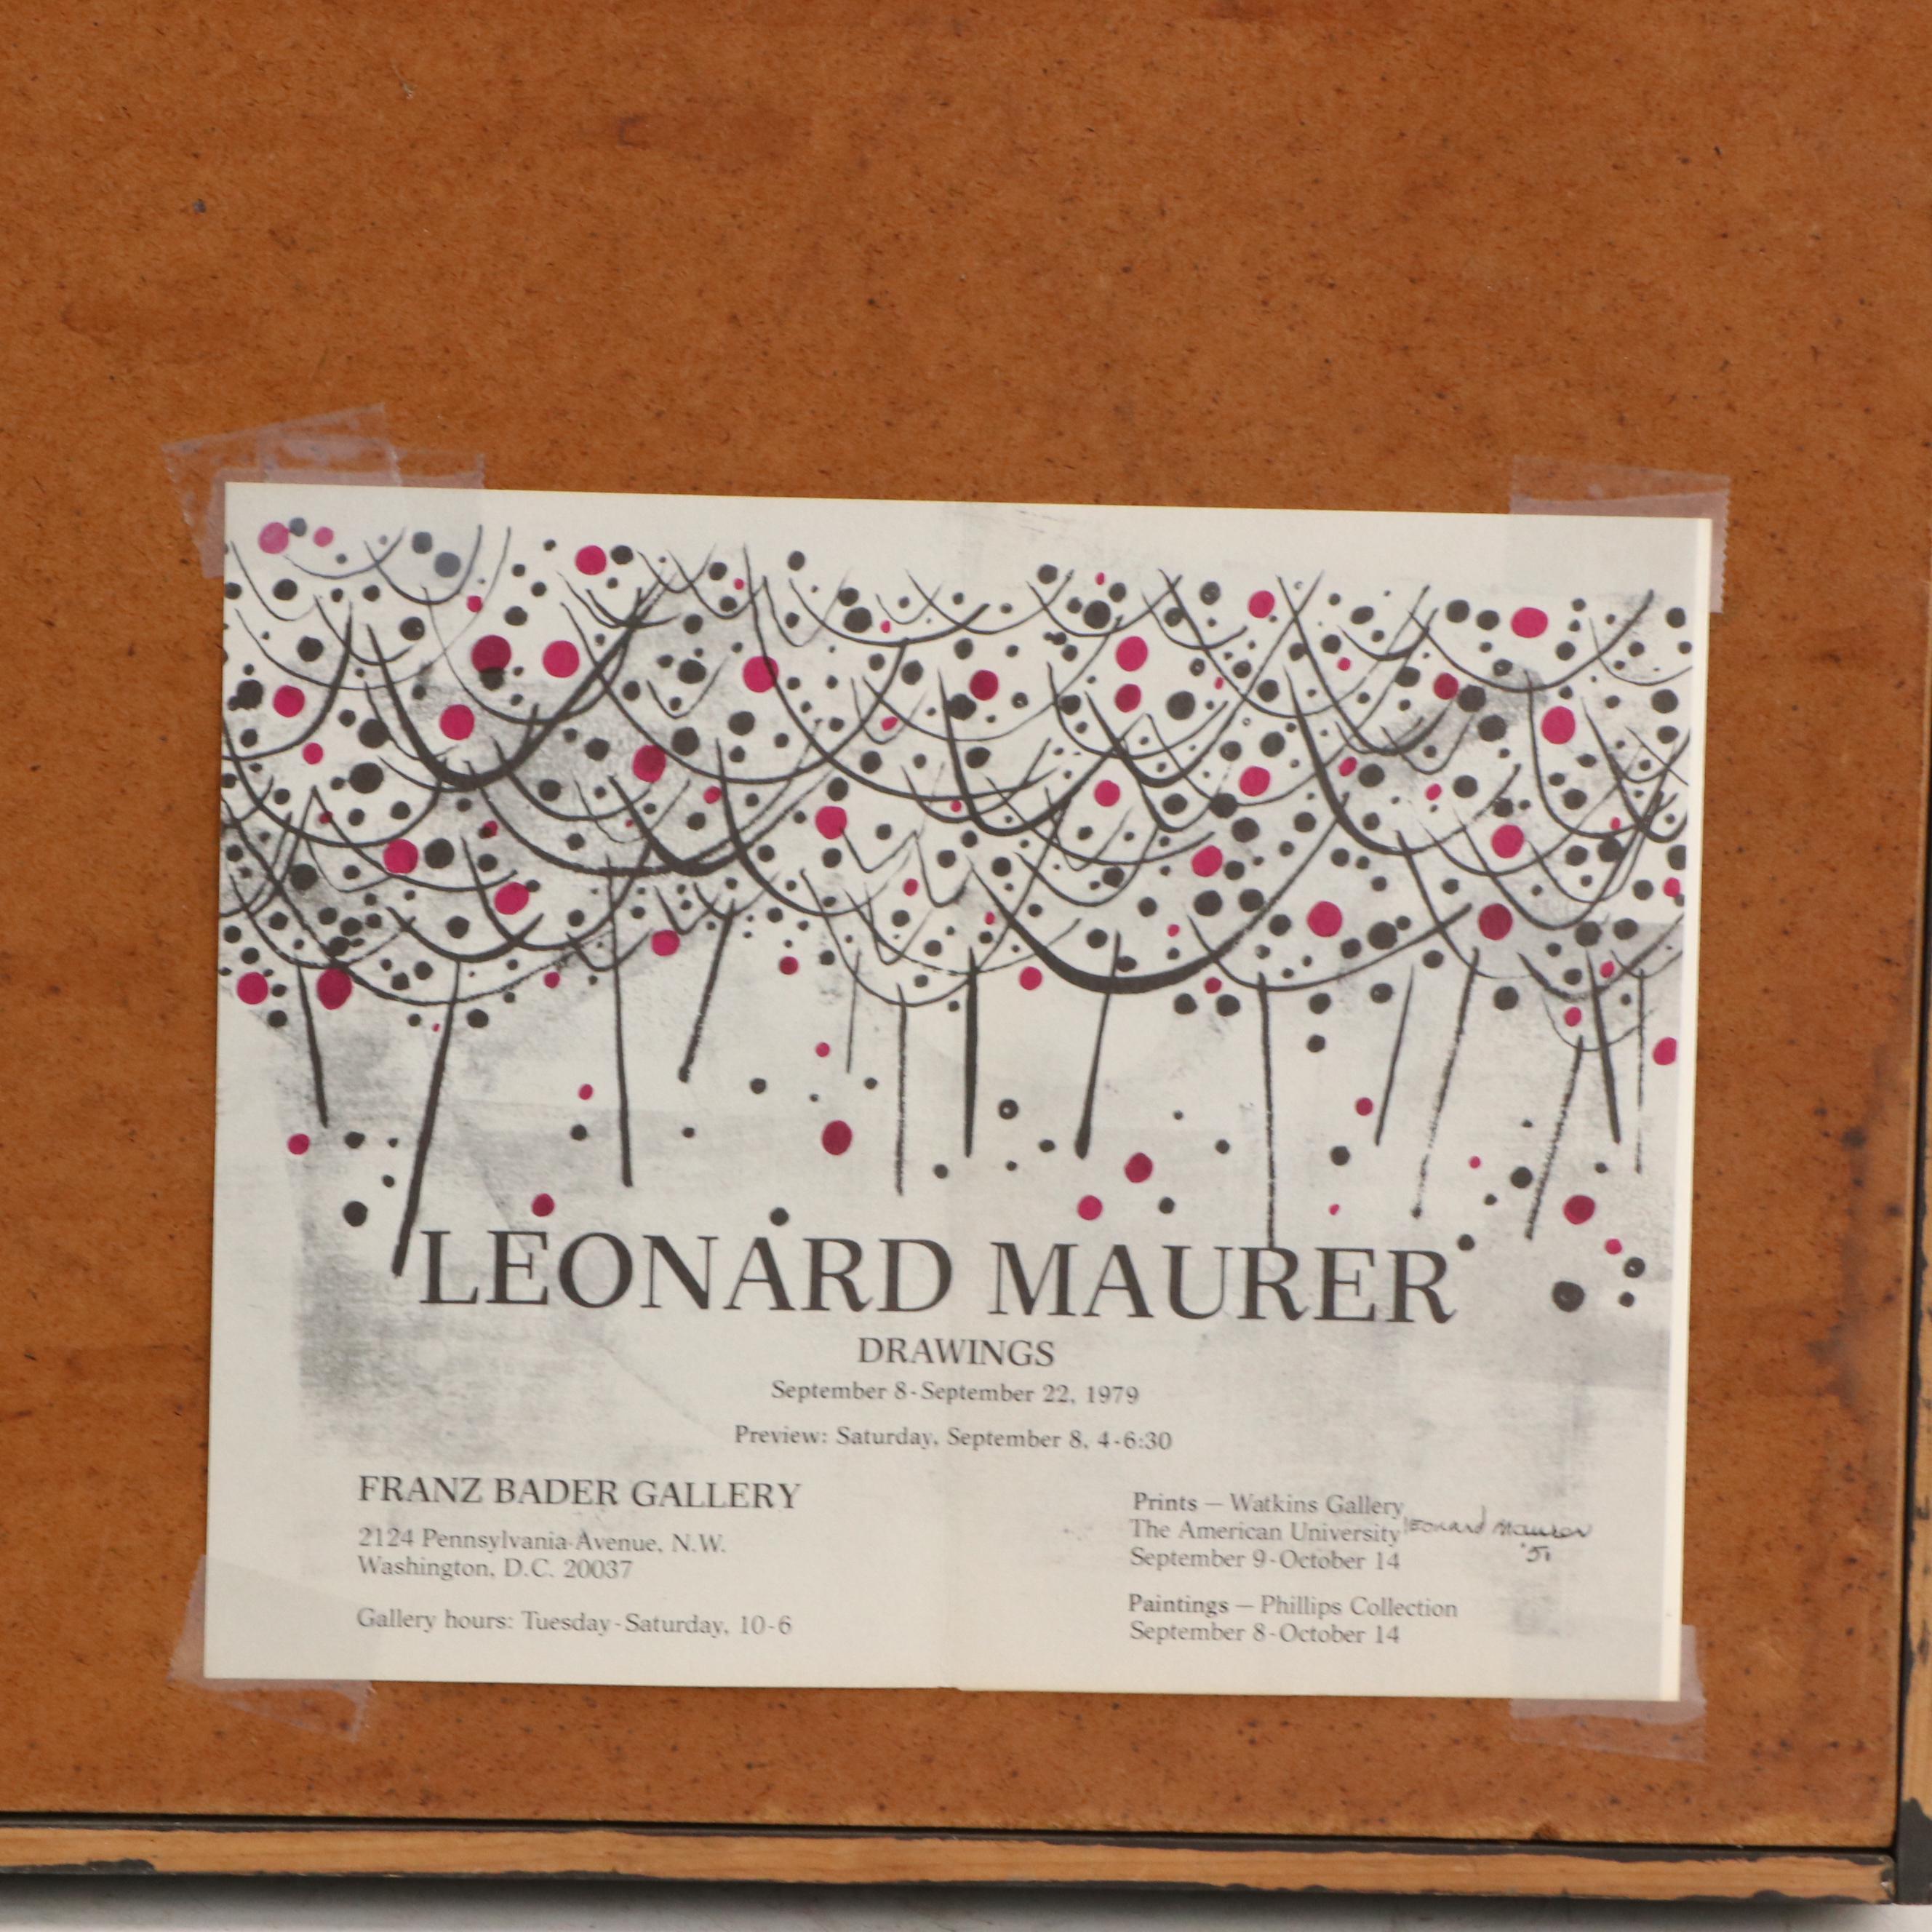 LEONARD MAURER
DRAWINGS
September 8-September 22, 1979
Preview: Saturday, September 8, 4-6:30
FRANZ BADER GALLERY
2124 Pennsylvania Avenue, N.W.
Washington, D.C. 20037
Gallery hours: Tuesday-Saturday, 10-6
Prints — Watkins Gallery
The American University
September 9-October 14
Leonard Maurer
'51
Paintings — Phillips Collection
September 8-October 14